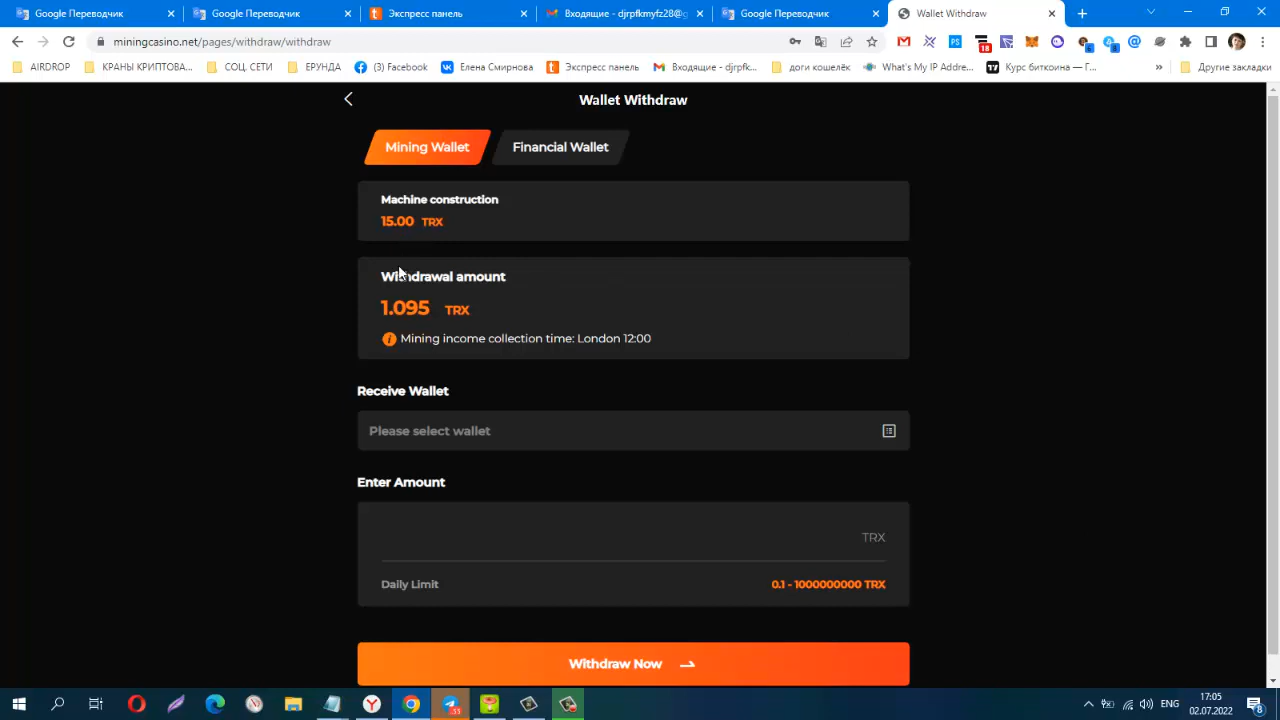 Google Переводчик
Google Переводчик
Экспресс панель
Входящие - djrpfkmyfz28@g
Google Переводчик
Wallet Withdraw
miningcasino.net/pages/withdraw/withdraw
AIRDROP
КРАНЫ КРИПТОВА...
СОЦ. СЕТИ
ЕРУНДА
(3) Facebook
Елена Смирнова
Экспресс панель
Входящие - djrpfk...
доги кошелёк
What's My IP Addre...
Курс биткоина — Г...
»
Другие закладки
Wallet Withdraw
Mining Wallet
Financial Wallet
Machine construction
15.00 TRX
Withdrawal amount
1.095 TRX
Mining income collection time: London 12:00
Receive Wallet
Please select wallet
Enter Amount
TRX
Daily Limit
0.1 - 1000000000 TRX
Withdraw Now
ENG
17:05
02.07.2022